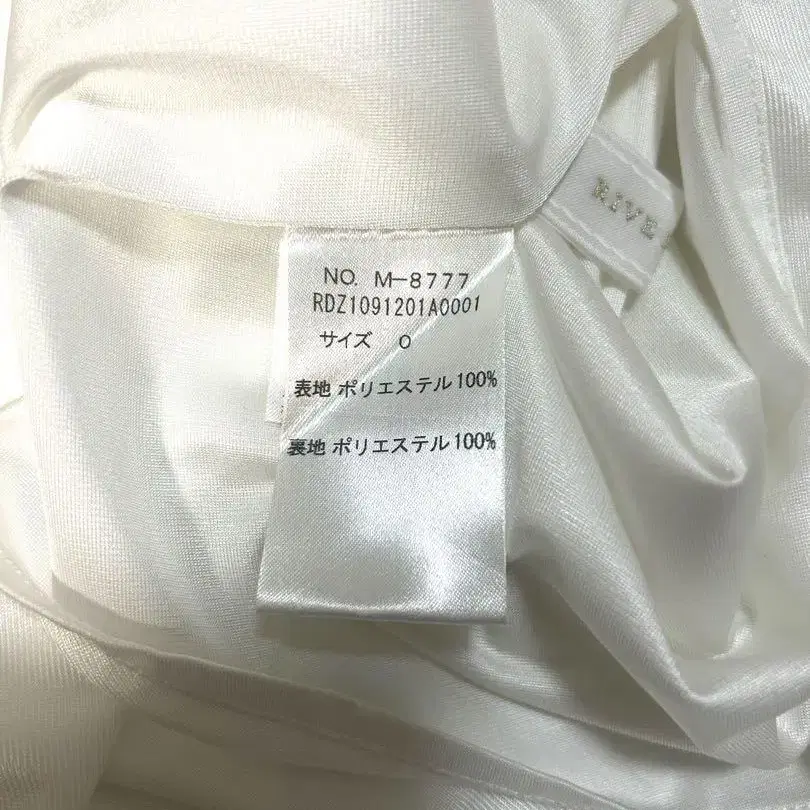 RIVE
NO. M-8777
RDZ1091201A0001
サイズ 0
表地 ポリエステル100%
裏地 ポリエステル100%